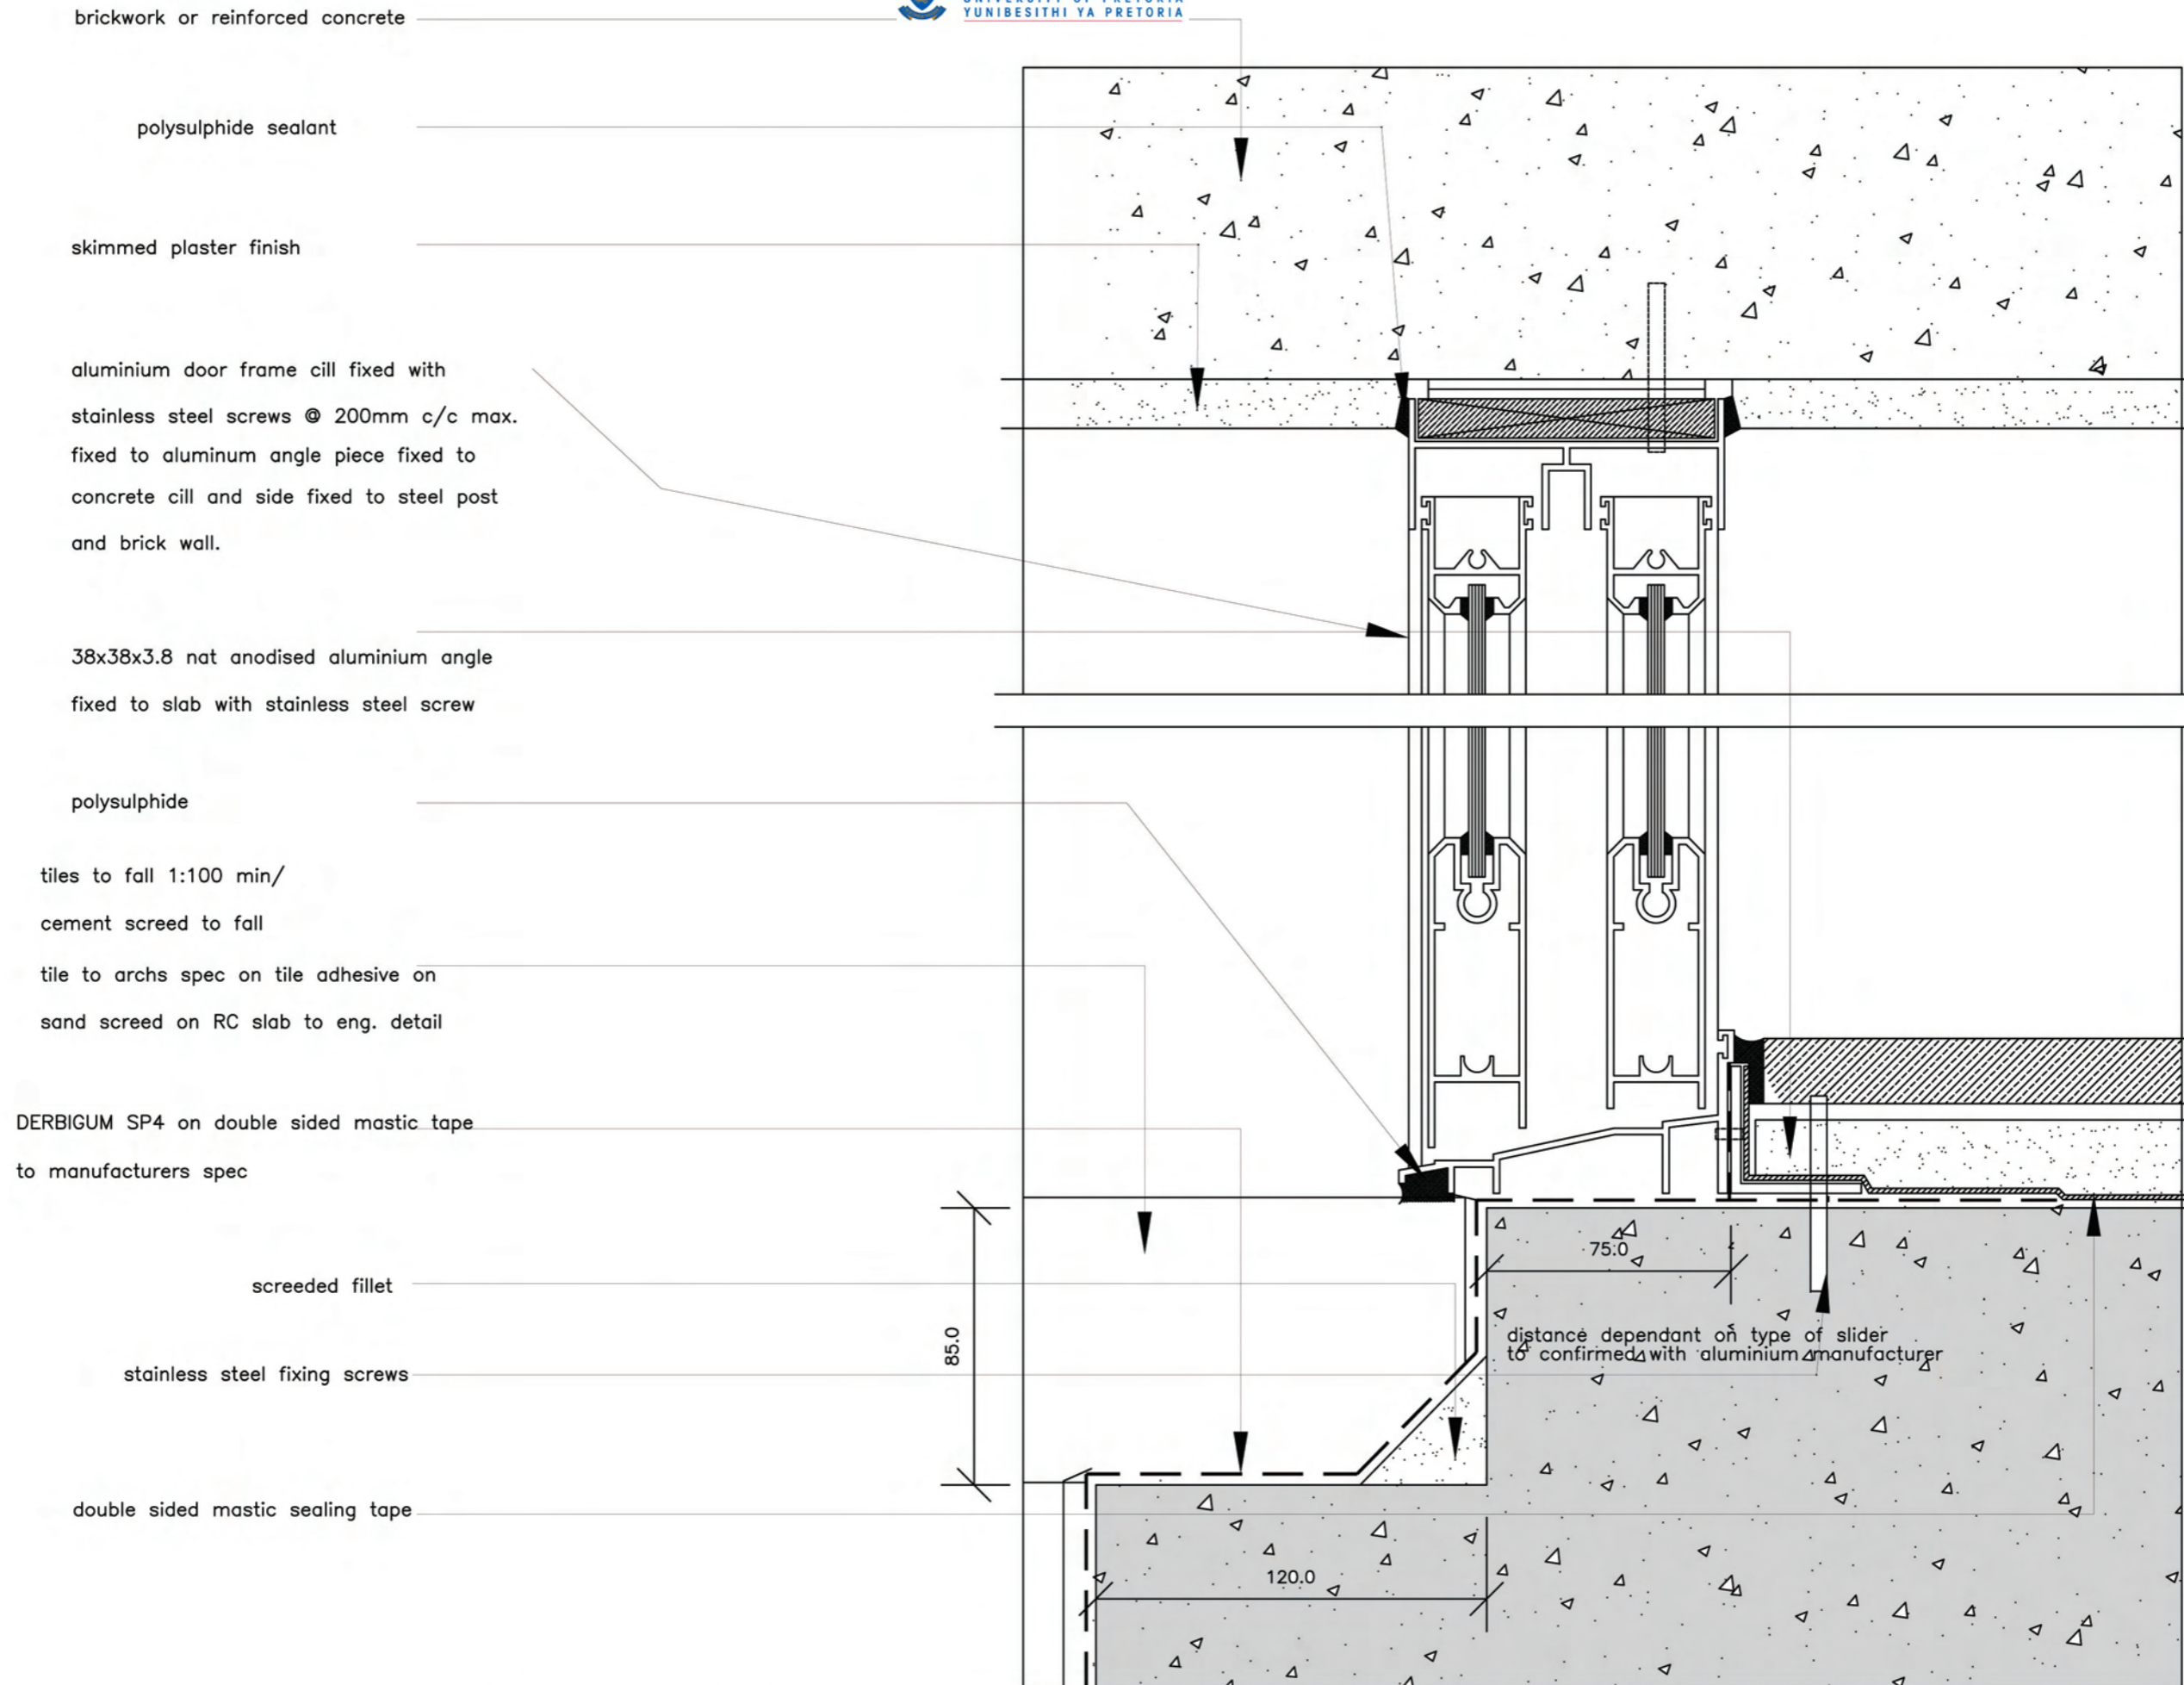 brickwork or reinforced concrete
YUNIBESITHI YA PRETORIA
polysulphide sealant
skimmed plaster finish
aluminium door frame cill fixed with
stainless steel screws @ 200mm c/c max.
fixed to aluminum angle piece fixed to
concrete cill and side fixed to steel post
and brick wall.
38x38x3.8 nat anodised aluminium angle
fixed to slab with stainless steel screw
polysulphide
tiles to fall 1:100 min/
cement screed to fall
tile to archs spec on tile adhesive on
sand screed on RC slab to eng. detail
DERBIGUM SP4 on double sided mastic tape
to manufacturers spec
screeded fillet
stainless steel fixing screws
double sided mastic sealing tape
85.0
75.0
distance dependant on type of slider
to confirmed with aluminium manufacturer
120.0